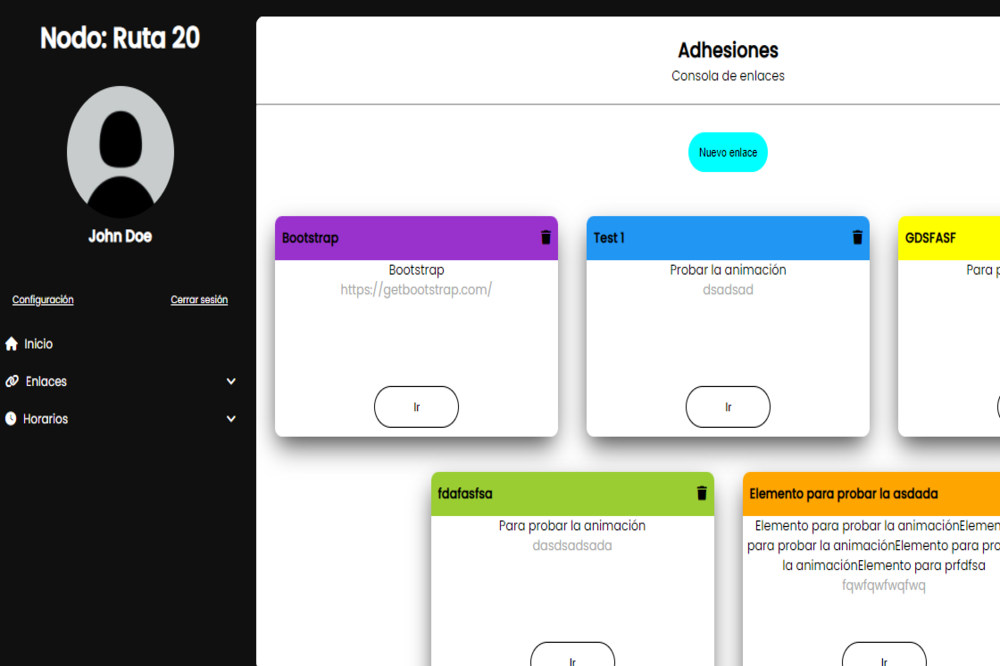 Nodo: Ruta 20
John Doe
Configuración
Cerrar sesión
Inicio
Enlaces
Horarios
Adhesiones
Consola de enlaces
Nuevo enlace
Bootstrap
Bootstrap
https://getbootstrap.com/
Ir
Test 1
Probar la animación
dsadsad
Ir
GDSFASF
Para
fdafasfsa
Para probar la animación
dasdsadsada
Ir
Elemento para probar la asdada
Elemento para probar la animaciónElemen
para probar la animaciónElemento para pro
la animaciónElemento para prfdfsa
fqwfqwfwqfwq
Ir